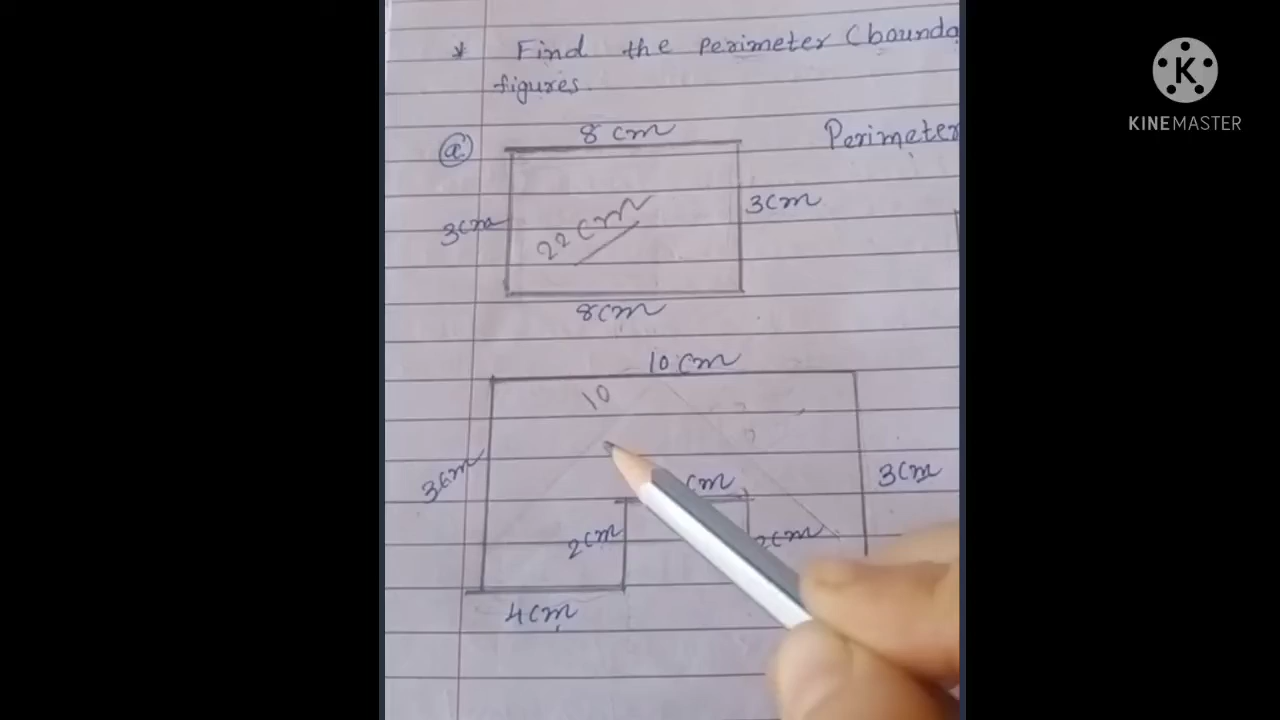 * Find the perimeter (bounda
figures.
(a) 8 cm
Perimeter
3cm
3cm
22 cm
8cm
10 cm
10
3cm
3cm
cm
2cm
2cm
4cm
K
KINEMASTER